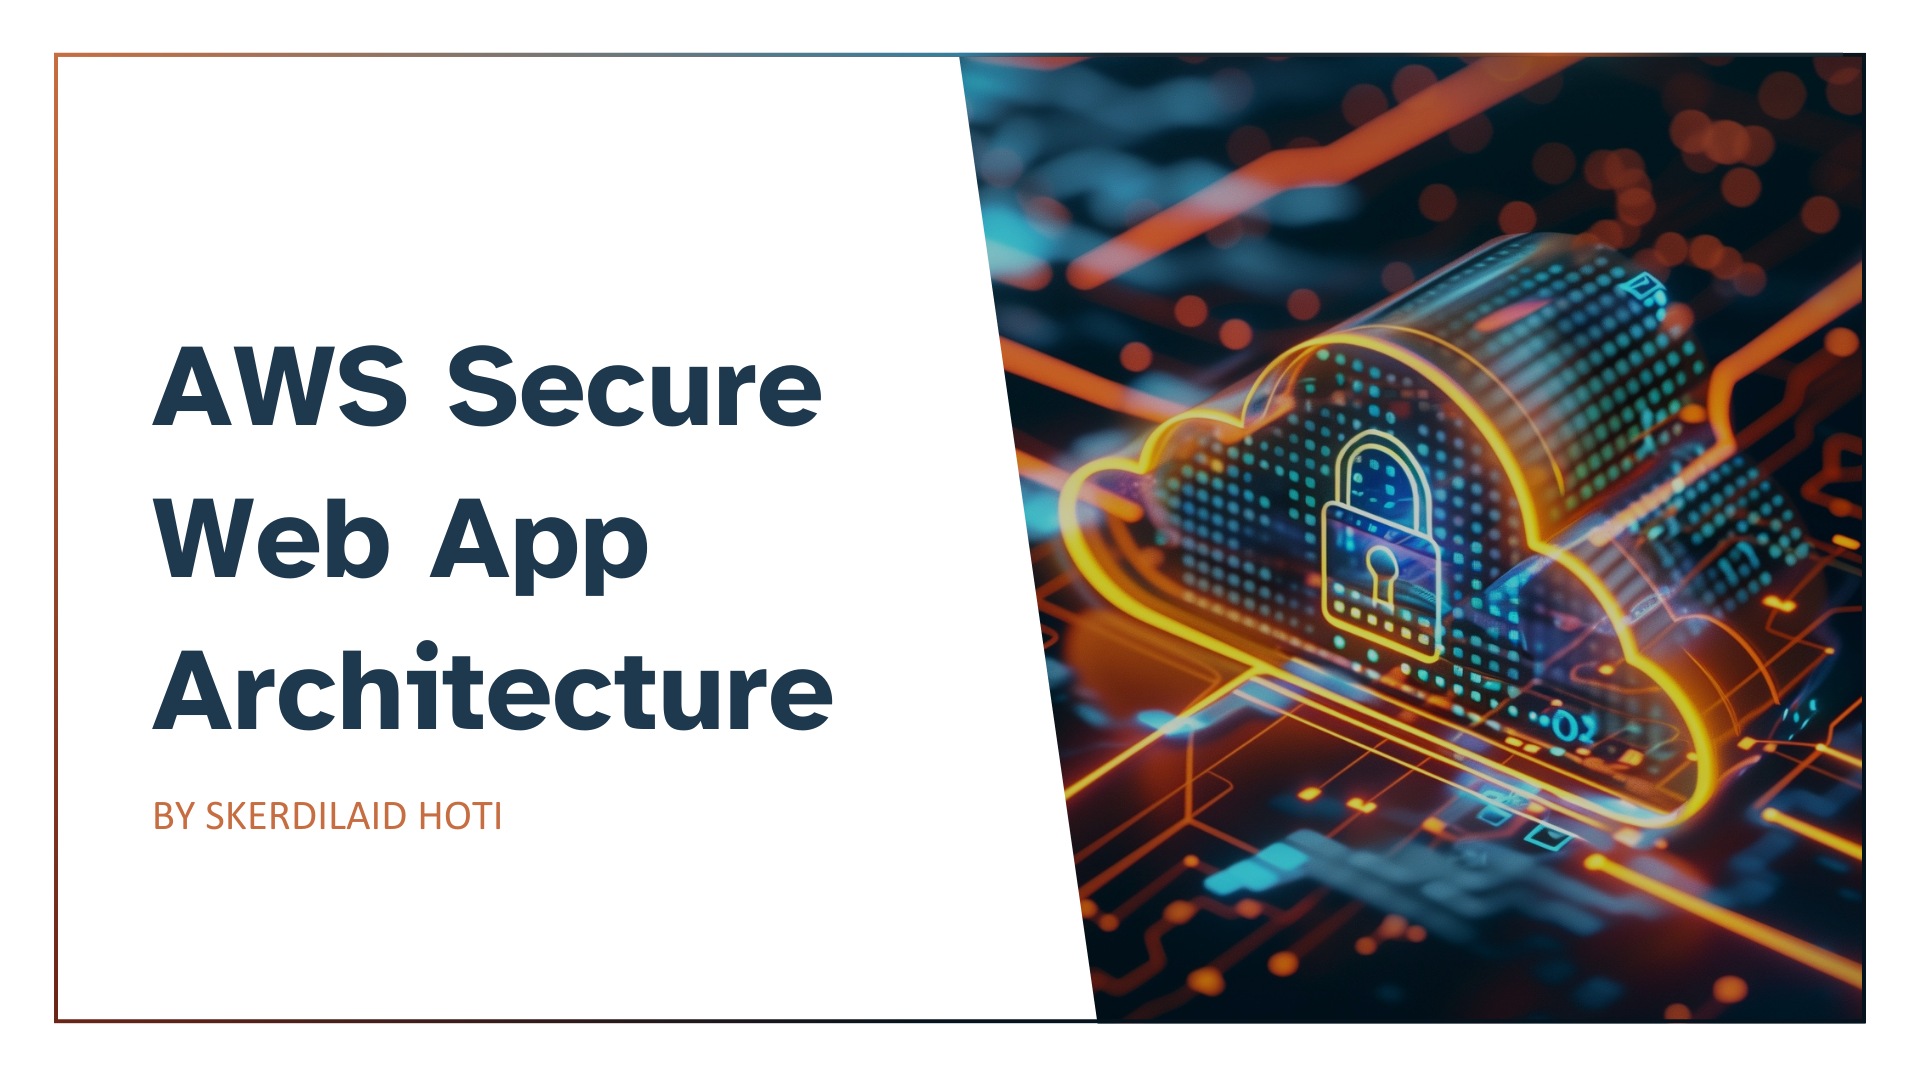 AWS Secure
Web App
Architecture
BY SKERDILAID HOTI